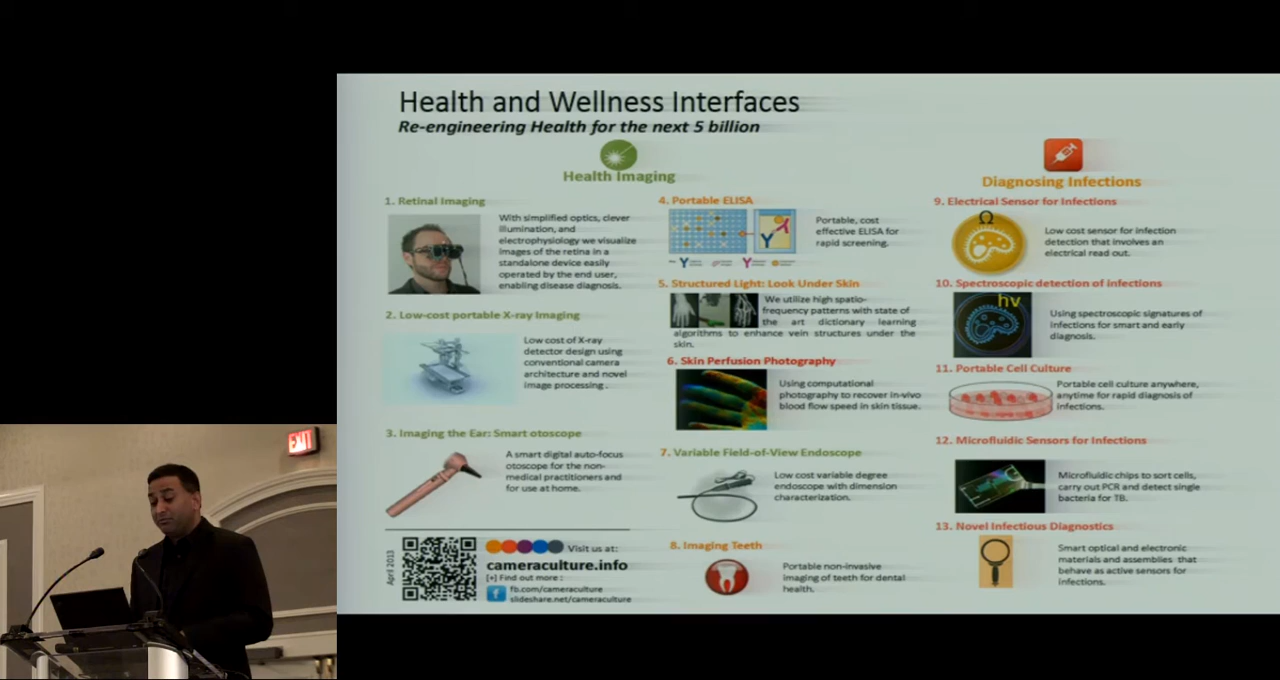 Health and Wellness Interfaces
Re-engineering Health for the next 5 billion
Health Imaging
1. Retinal Imaging
With simplified optics, clever
illumination, and
electrophysiology we visualize
images of the retina in a
standalone device easily
operated by the end user,
enabling disease diagnosis.
2. Low-cost portable X-ray Imaging
Low cost of X-ray
detector design using
conventional camera
architecture and novel
image processing .
3. Imaging the Ear: Smart otoscope
A smart digital auto-focus
otoscope for the non-
medical practitioners and
for use at home.
April 2013
Visit us at:
cameraculture.info
[+] Find out more :
f
fb.com/cameraculture
slideshare.net/cameraculture
4. Portable ELISA
Portable, cost
effective ELISA for
rapid screening.
5. Structured Light: Look Under Skin
We utilize high spatio-
frequency patterns with state of
the art dictionary learning
algorithms to enhance vein structures under the
skin.
6. Skin Perfusion Photography
Using computational
photography to recover in-vivo
blood flow speed in skin tissue.
7. Variable Field-of-View Endoscope
Low cost variable degree
endoscope with dimension
characterization.
8. Imaging Teeth
Portable non-invasive
imaging of teeth for dental
health.
Diagnosing Infections
9. Electrical Sensor for Infections
Ω
Low cost sensor for infection
detection that involves an
electrical read out.
10. Spectroscopic detection of Infections
hν
Using spectroscopic signatures of
infections for smart and early
diagnosis.
11. Portable Cell Culture
Portable cell culture anywhere,
anytime for rapid diagnosis of
infections.
12. Microfluidic Sensors for Infections
Microfluidic chips to sort cells,
carry out PCR and detect single
bacteria for TB.
13. Novel Infectious Diagnostics
Smart optical and electronic
materials and assemblies that
behave as active sensors for
infections.
EXIT